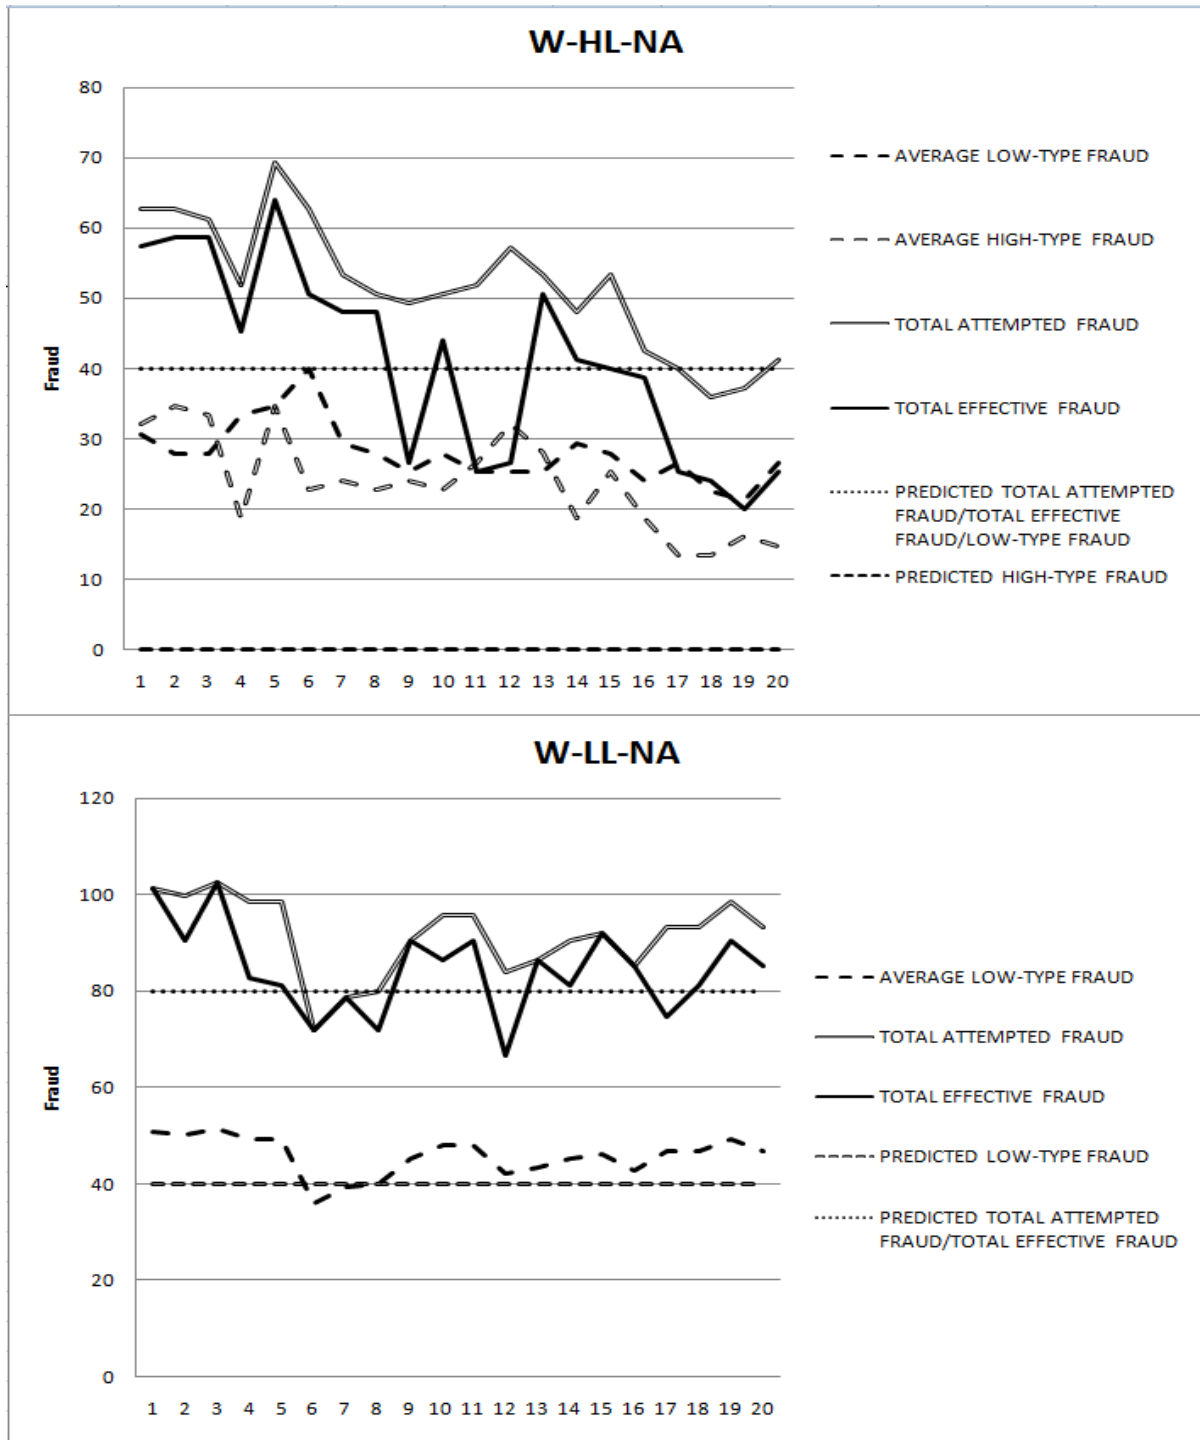 W-HL-NA
80
70
60
50
40
30
20
10
0
Fraud
1 2 3 4 5 6 7 8 9 10 11 12 13 14 15 16 17 18 19 20
AVERAGE LOW-TYPE FRAUD
AVERAGE HIGH-TYPE FRAUD
TOTAL ATTEMPTED FRAUD
TOTAL EFFECTIVE FRAUD
PREDICTED TOTAL ATTEMPTED
FRAUD/TOTAL EFFECTIVE
FRAUD/LOW-TYPE FRAUD
PREDICTED HIGH-TYPE FRAUD
W-LL-NA
120
100
80
60
40
20
0
Fraud
1 2 3 4 5 6 7 8 9 10 11 12 13 14 15 16 17 18 19 20
AVERAGE LOW-TYPE FRAUD
TOTAL ATTEMPTED FRAUD
TOTAL EFFECTIVE FRAUD
PREDICTED LOW-TYPE FRAUD
PREDICTED TOTAL ATTEMPTED
FRAUD/TOTAL EFFECTIVE FRAUD